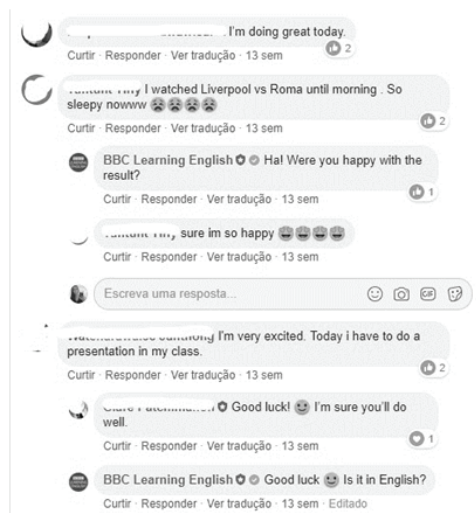 I'm doing great today.
2
Curtir · Responder · Ver tradução · 13 sem
I watched Liverpool vs Roma until morning . So
sleepy nowww
2
Curtir · Responder · Ver tradução · 13 sem
BBC Learning English Ha! Were you happy with the
result?
1
Curtir · Responder · Ver tradução · 13 sem
sure im so happy
Curtir · Responder · Ver tradução · 13 sem
Escreva uma resposta...
GIF
I'm very excited. Today i have to do a
presentation in my class.
2
Curtir · Responder · Ver tradução · 13 sem
Good luck! I'm sure you'll do
well.
1
Curtir · Responder · Ver tradução · 13 sem
BBC Learning English Good luck Is it in English?
Curtir · Responder · Ver tradução · 13 sem · Editado